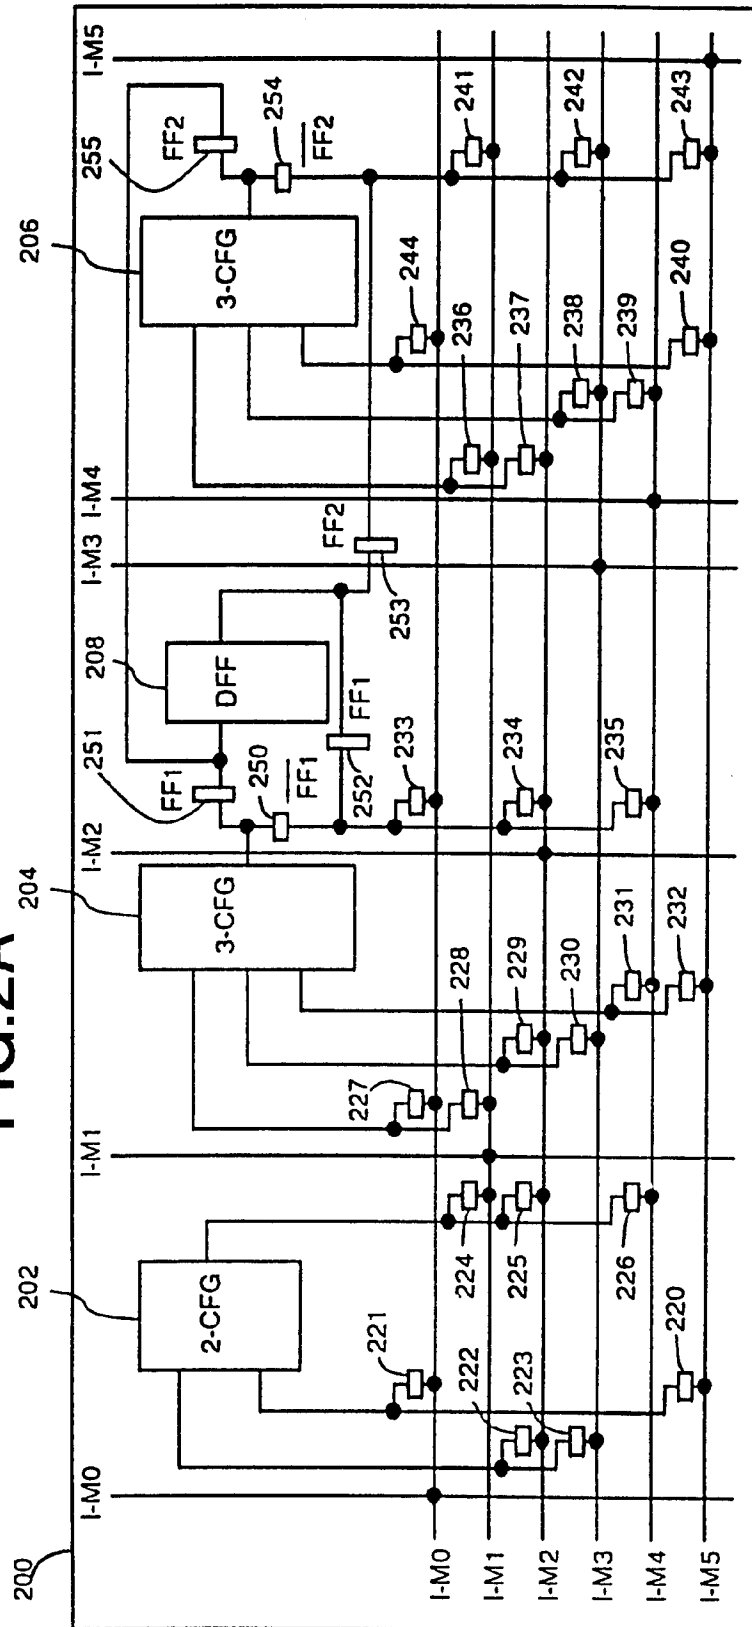 FIG.2A
200
202
204
206
208
255
254
251
250
252
253
I-M0
I-M1
I-M2
I-M3
I-M4
I-M5
2-CFG
3-CFG
3-CFG
DFF
FF1
FF1
FF1
FF2
FF2
FF2
221
222
223
220
224
225
226
227
228
229
230
231
232
233
234
235
244
236
237
238
239
240
241
242
243
I-M0
I-M1
I-M2
I-M3
I-M4
I-M5